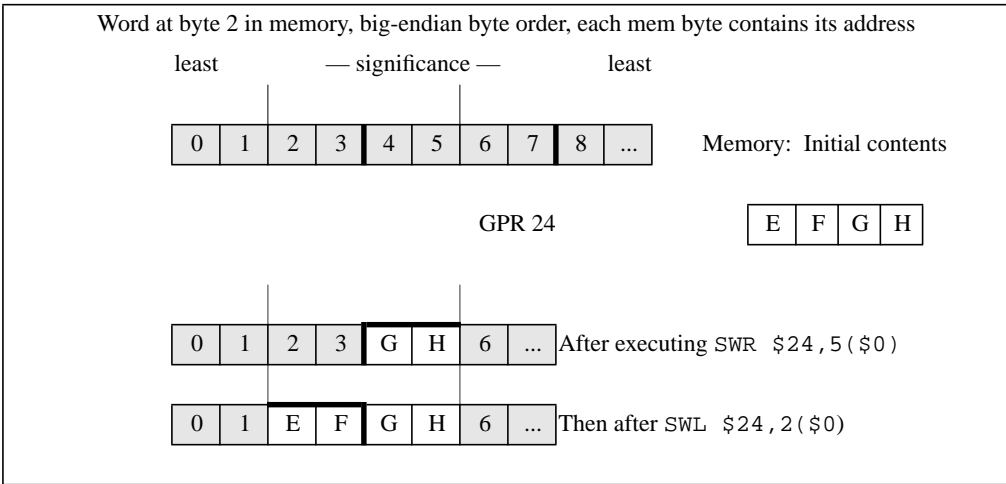 Word at byte 2 in memory, big-endian byte order, each mem byte contains its address
least — significance — least
0 1 2 3 4 5 6 7 8 ... Memory: Initial contents
GPR 24 E F G H
0 1 2 3 G H 6 ... After executing SWR $24,5($0)
0 1 E F G H 6 ... Then after SWL $24,2($0)